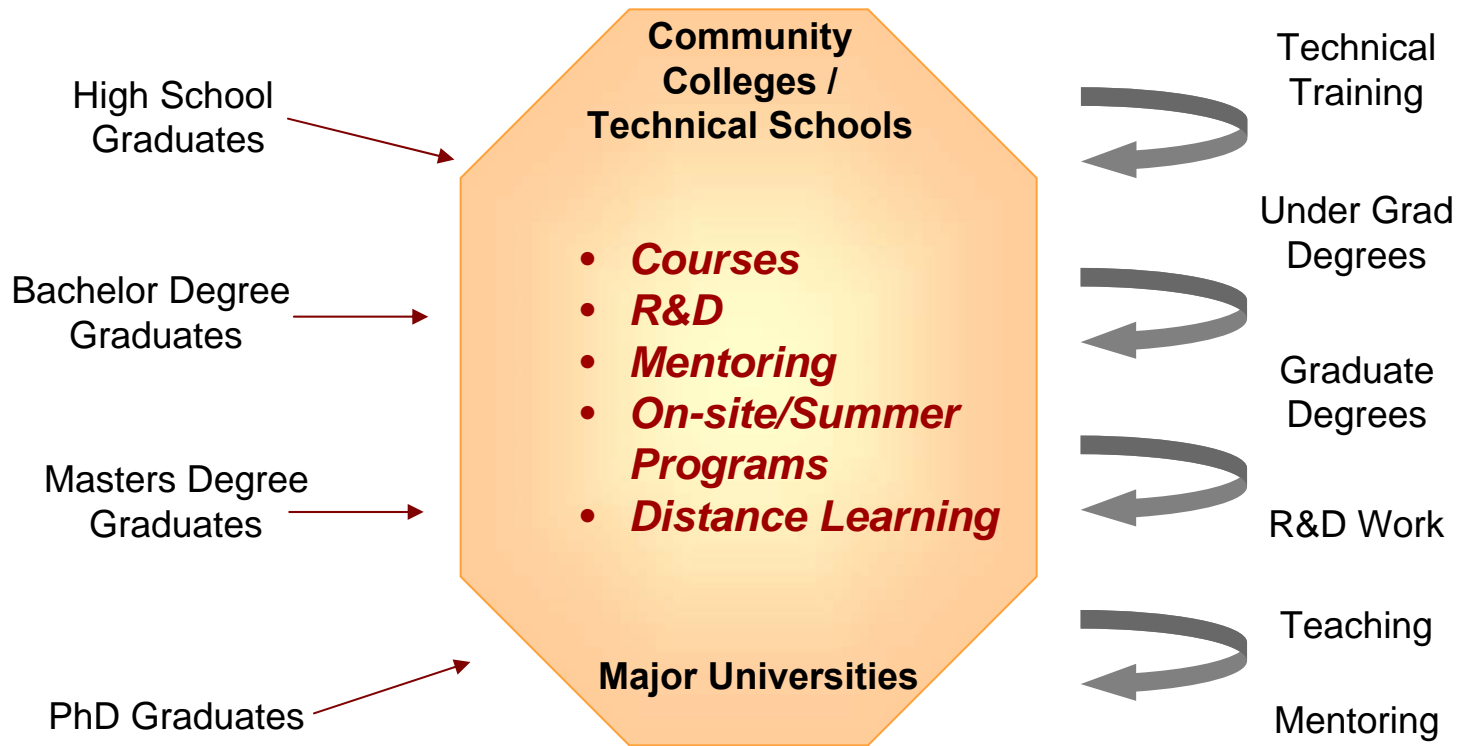 High School
Graduates
Bachelor Degree
Graduates
Masters Degree
Graduates
PhD Graduates
Community
Colleges /
Technical Schools
• Courses
• R&D
• Mentoring
• On-site/Summer
Programs
• Distance Learning
Major Universities
Technical
Training
Under Grad
Degrees
Graduate
Degrees
R&D Work
Teaching
Mentoring